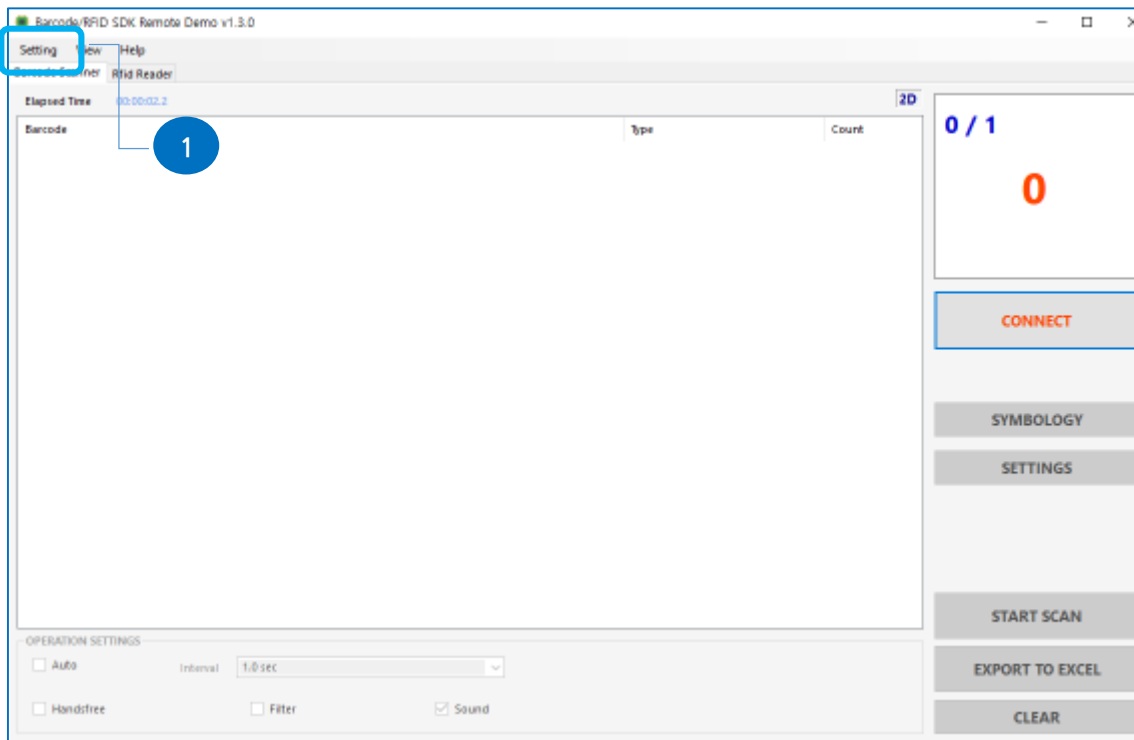 Barcode/RFID SDK Remote Demo v1.3.0
Setting View Help
Barcode Scanner Rfid Reader
Elapsed Time 00:00:02.2 2D
Barcode Type Count
1
0 / 1
0
CONNECT
SYMBOLOGY
SETTINGS
START SCAN
EXPORT TO EXCEL
CLEAR
OPERATION SETTINGS
Auto Interval 1.0 sec
Handsfree Filter Sound